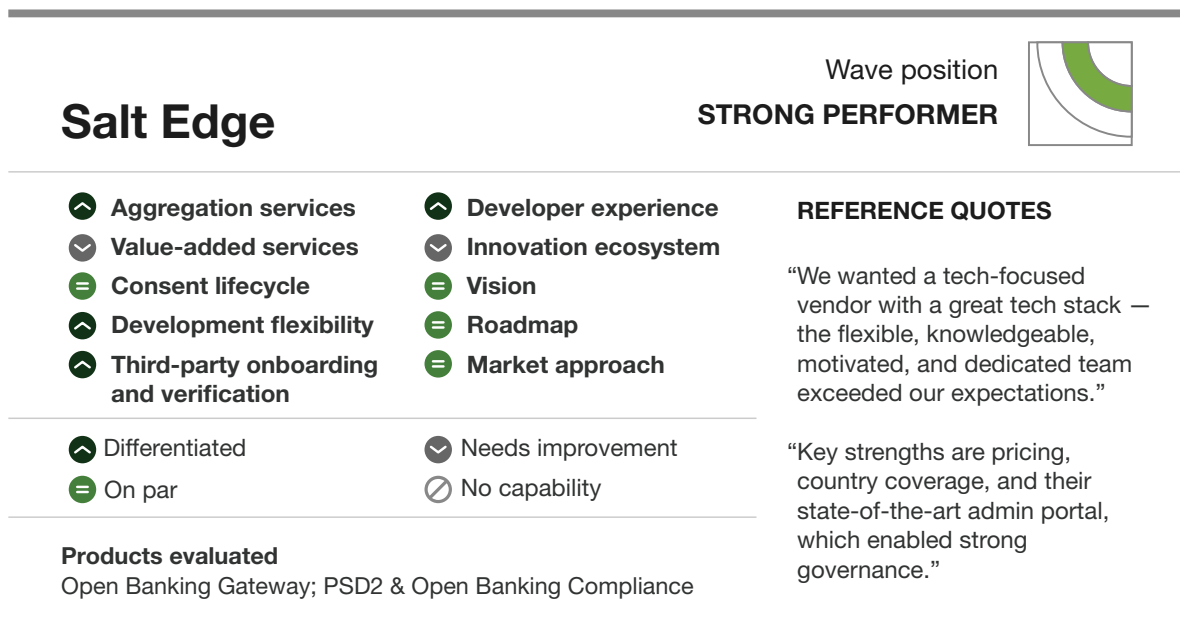 Wave position
STRONG PERFORMER
Salt Edge
Aggregation services
Value-added services
Consent lifecycle
Development flexibility
Third-party onboarding
and verification
Developer experience
Innovation ecosystem
Vision
Roadmap
Market approach
Differentiated
On par
Needs improvement
No capability
Products evaluated
Open Banking Gateway; PSD2 & Open Banking Compliance
REFERENCE QUOTES
“We wanted a tech-focused
vendor with a great tech stack —
the flexible, knowledgeable,
motivated, and dedicated team
exceeded our expectations.”
“Key strengths are pricing,
country coverage, and their
state-of-the-art admin portal,
which enabled strong
governance.”